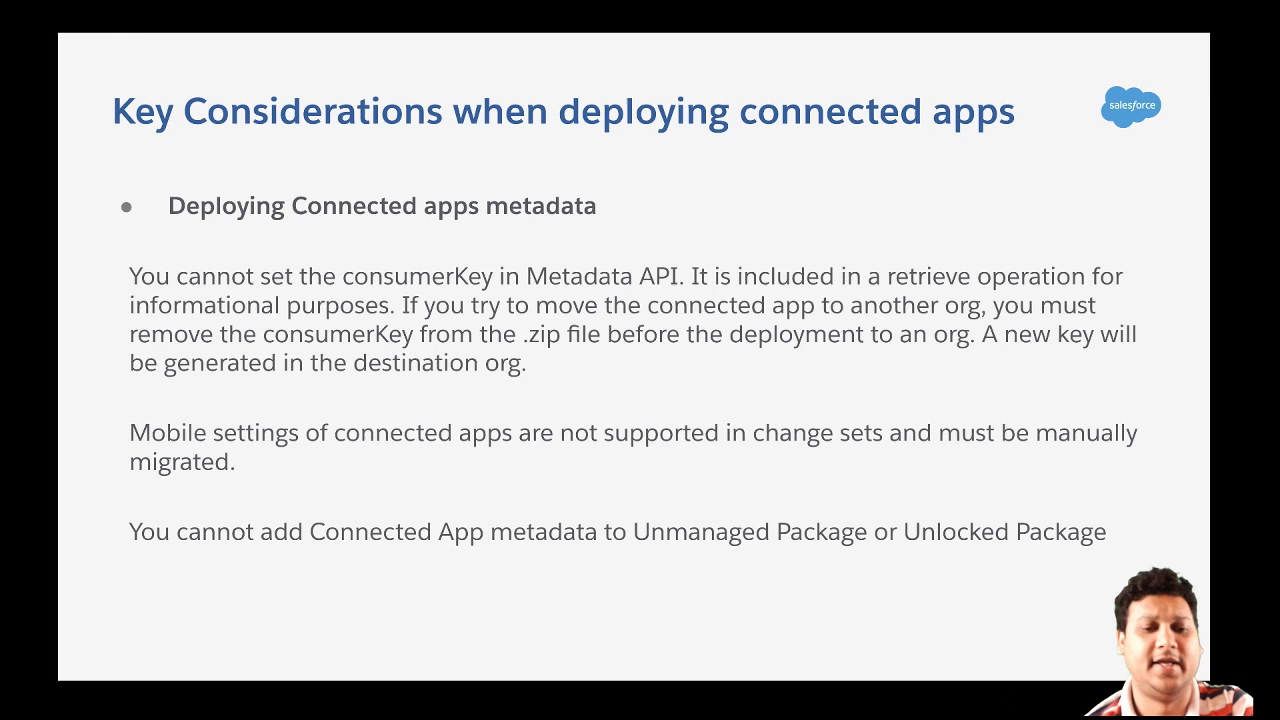 Key Considerations when deploying connected apps
salesforce
Deploying Connected apps metadata
You cannot set the consumerKey in Metadata API. It is included in a retrieve operation for
informational purposes. If you try to move the connected app to another org, you must
remove the consumerKey from the .zip file before the deployment to an org. A new key will
be generated in the destination org.
Mobile settings of connected apps are not supported in change sets and must be manually
migrated.
You cannot add Connected App metadata to Unmanaged Package or Unlocked Package